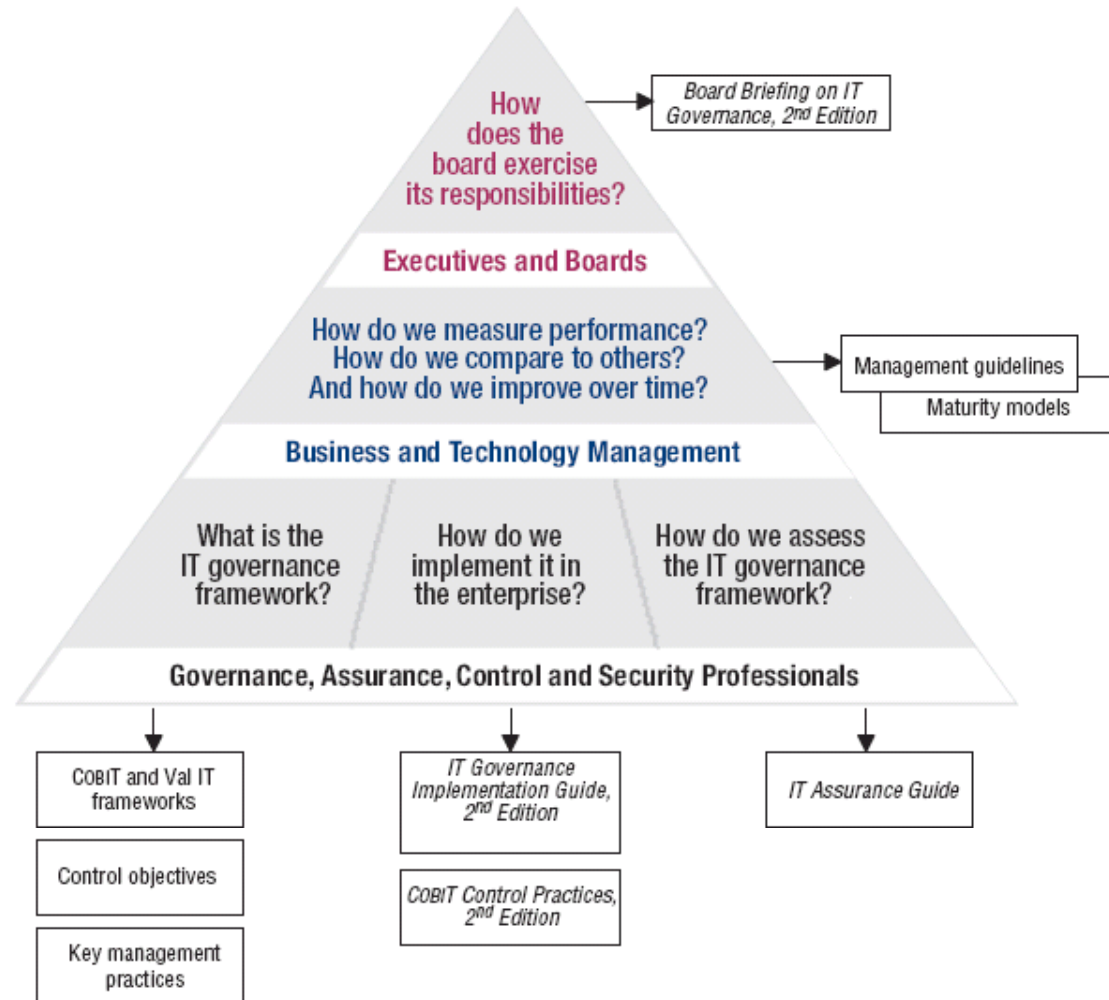 How
does the
board exercise
its responsibilities?
Board Briefing on IT
Governance, 2nd Edition
Executives and Boards
How do we measure performance?
How do we compare to others?
And how do we improve over time?
Management guidelines
Maturity models
Business and Technology Management
What is the
IT governance
framework?
How do we
implement it in
the enterprise?
How do we assess
the IT governance
framework?
Governance, Assurance, Control and Security Professionals
COBIT and Val IT
frameworks
Control objectives
Key management
practices
IT Governance
Implementation Guide,
2nd Edition
COBIT Control Practices,
2nd Edition
IT Assurance Guide